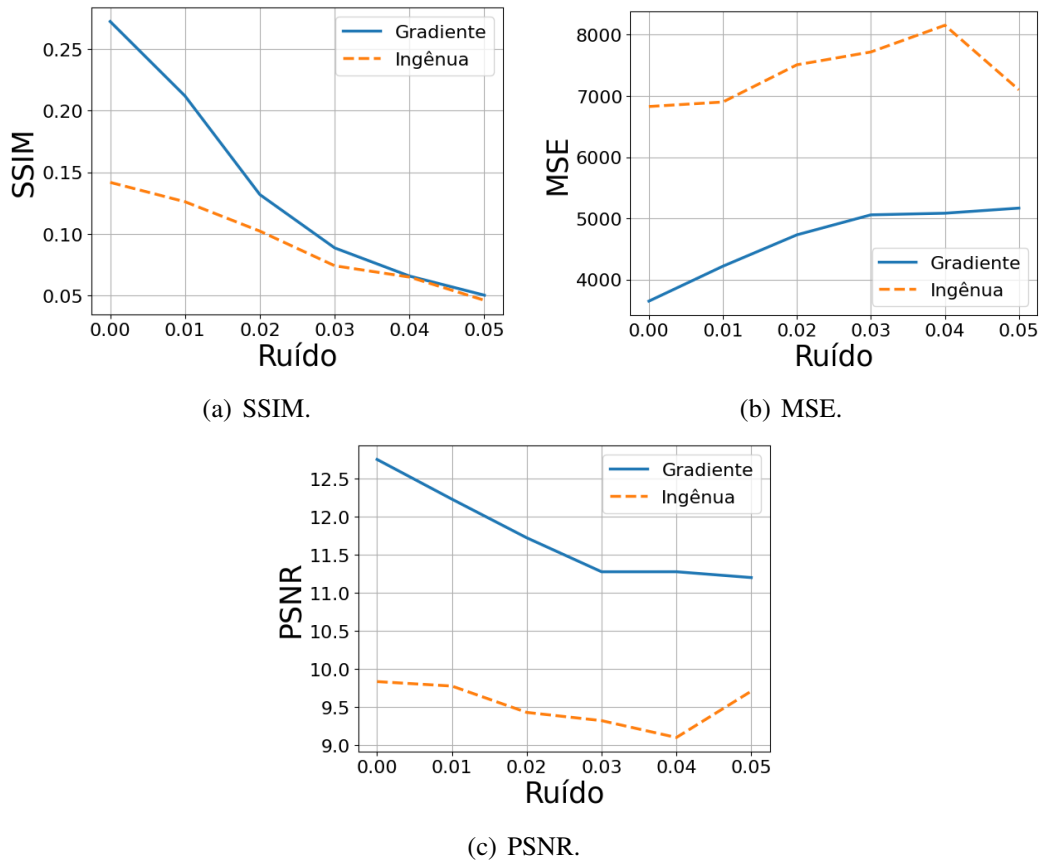 0.25
0.20
0.15
0.10
0.05
SSIM
Gradiente
Ingênua
0.00 0.01 0.02 0.03 0.04 0.05
Ruído
(a) SSIM.
8000
7000
6000
5000
4000
MSE
Gradiente
Ingênua
0.00 0.01 0.02 0.03 0.04 0.05
Ruído
(b) MSE.
12.5
12.0
11.5
11.0
10.5
10.0
9.5
9.0
PSNR
Gradiente
Ingênua
0.00 0.01 0.02 0.03 0.04 0.05
Ruído
(c) PSNR.